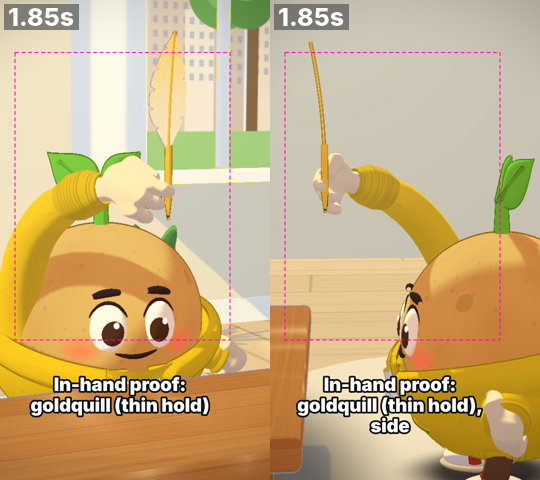 1.85s
In-hand proof:
goldquill (thin hold)
1.85s
In-hand proof:
goldquill (thin hold),
side